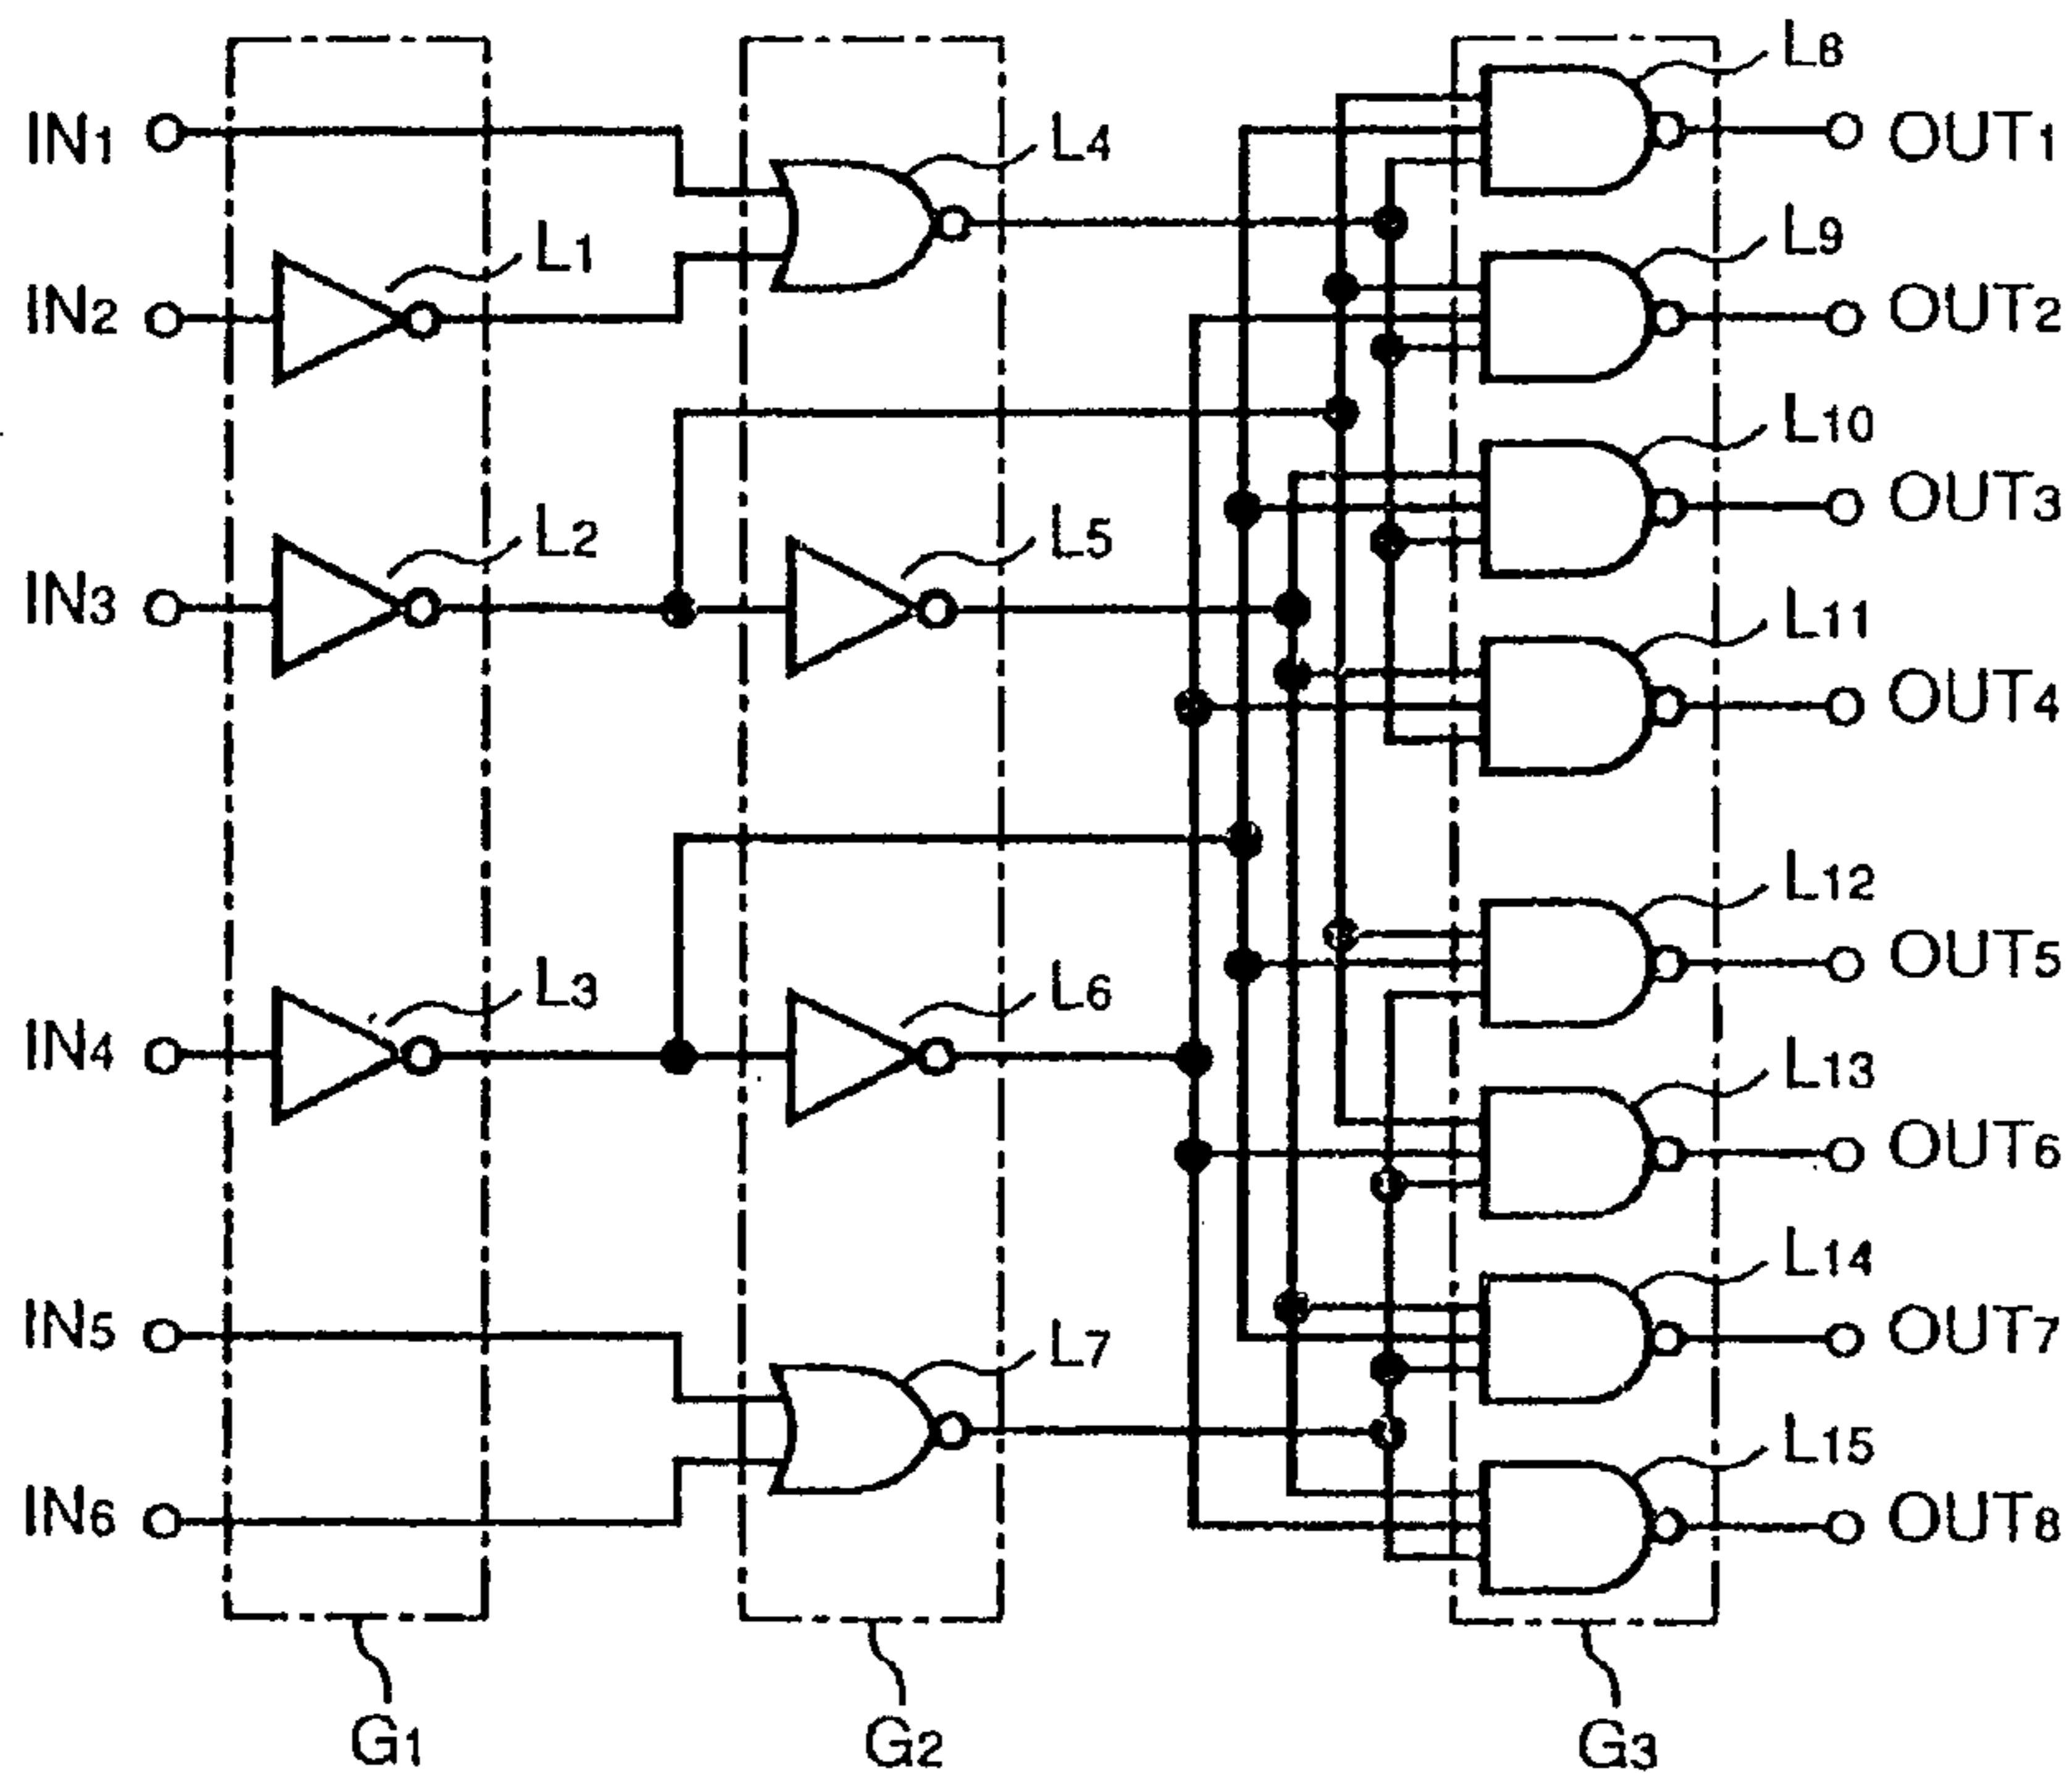 L8
IN1
L4
OUT1
L1
L9
IN2
OUT2
L10
L2
L5
OUT3
IN3
L11
OUT4
L12
L3
L6
OUT5
IN4
L13
OUT6
L14
IN5
L7
OUT7
L15
IN6
OUT8
G1
G2
G3